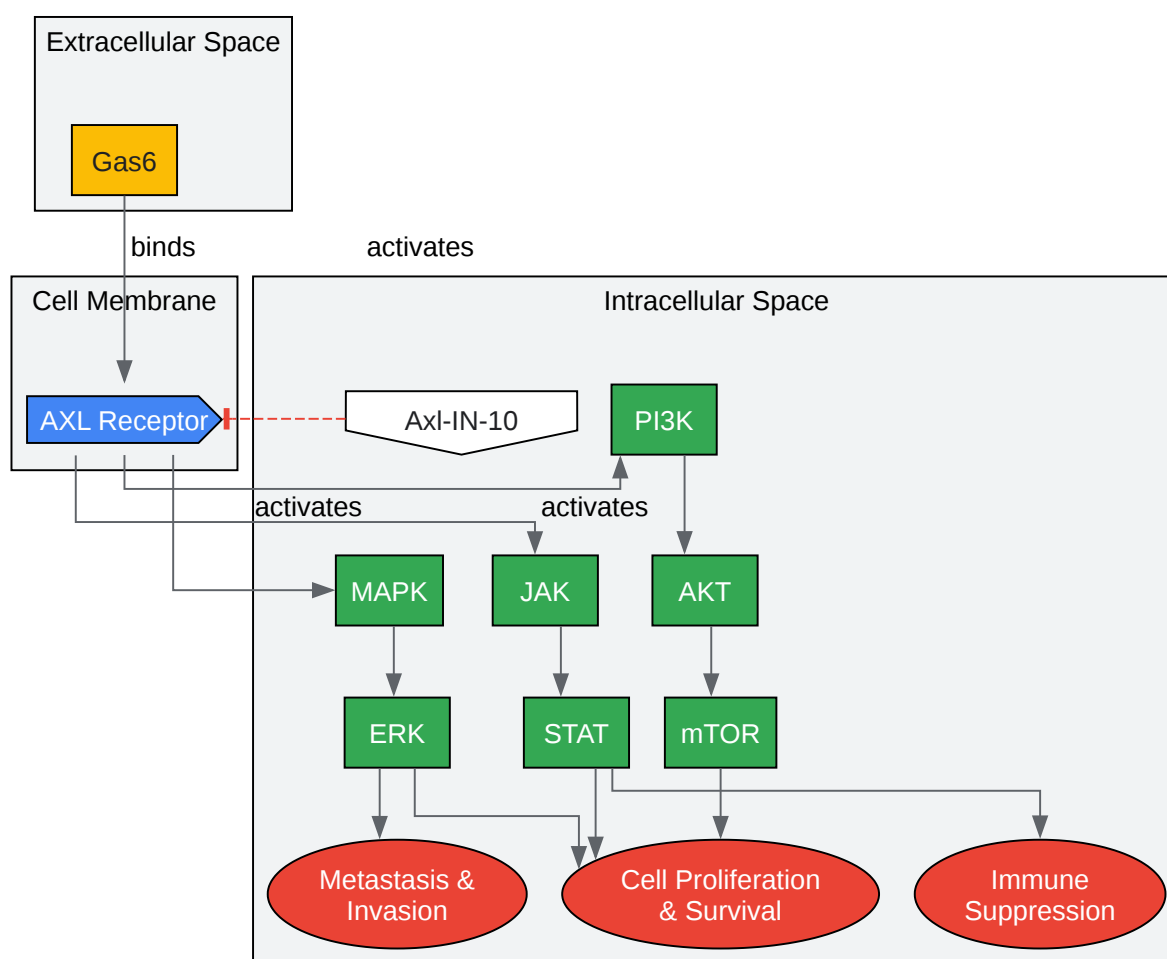 Extracellular Space
Gas6
binds
activates
Cell Membrane
Intracellular Space
AXL Receptor
Axl-IN-10
PI3K
activates
activates
MAPK
JAK
AKT
ERK
STAT
mTOR
Metastasis &
Invasion
Cell Proliferation
& Survival
Immune
Suppression